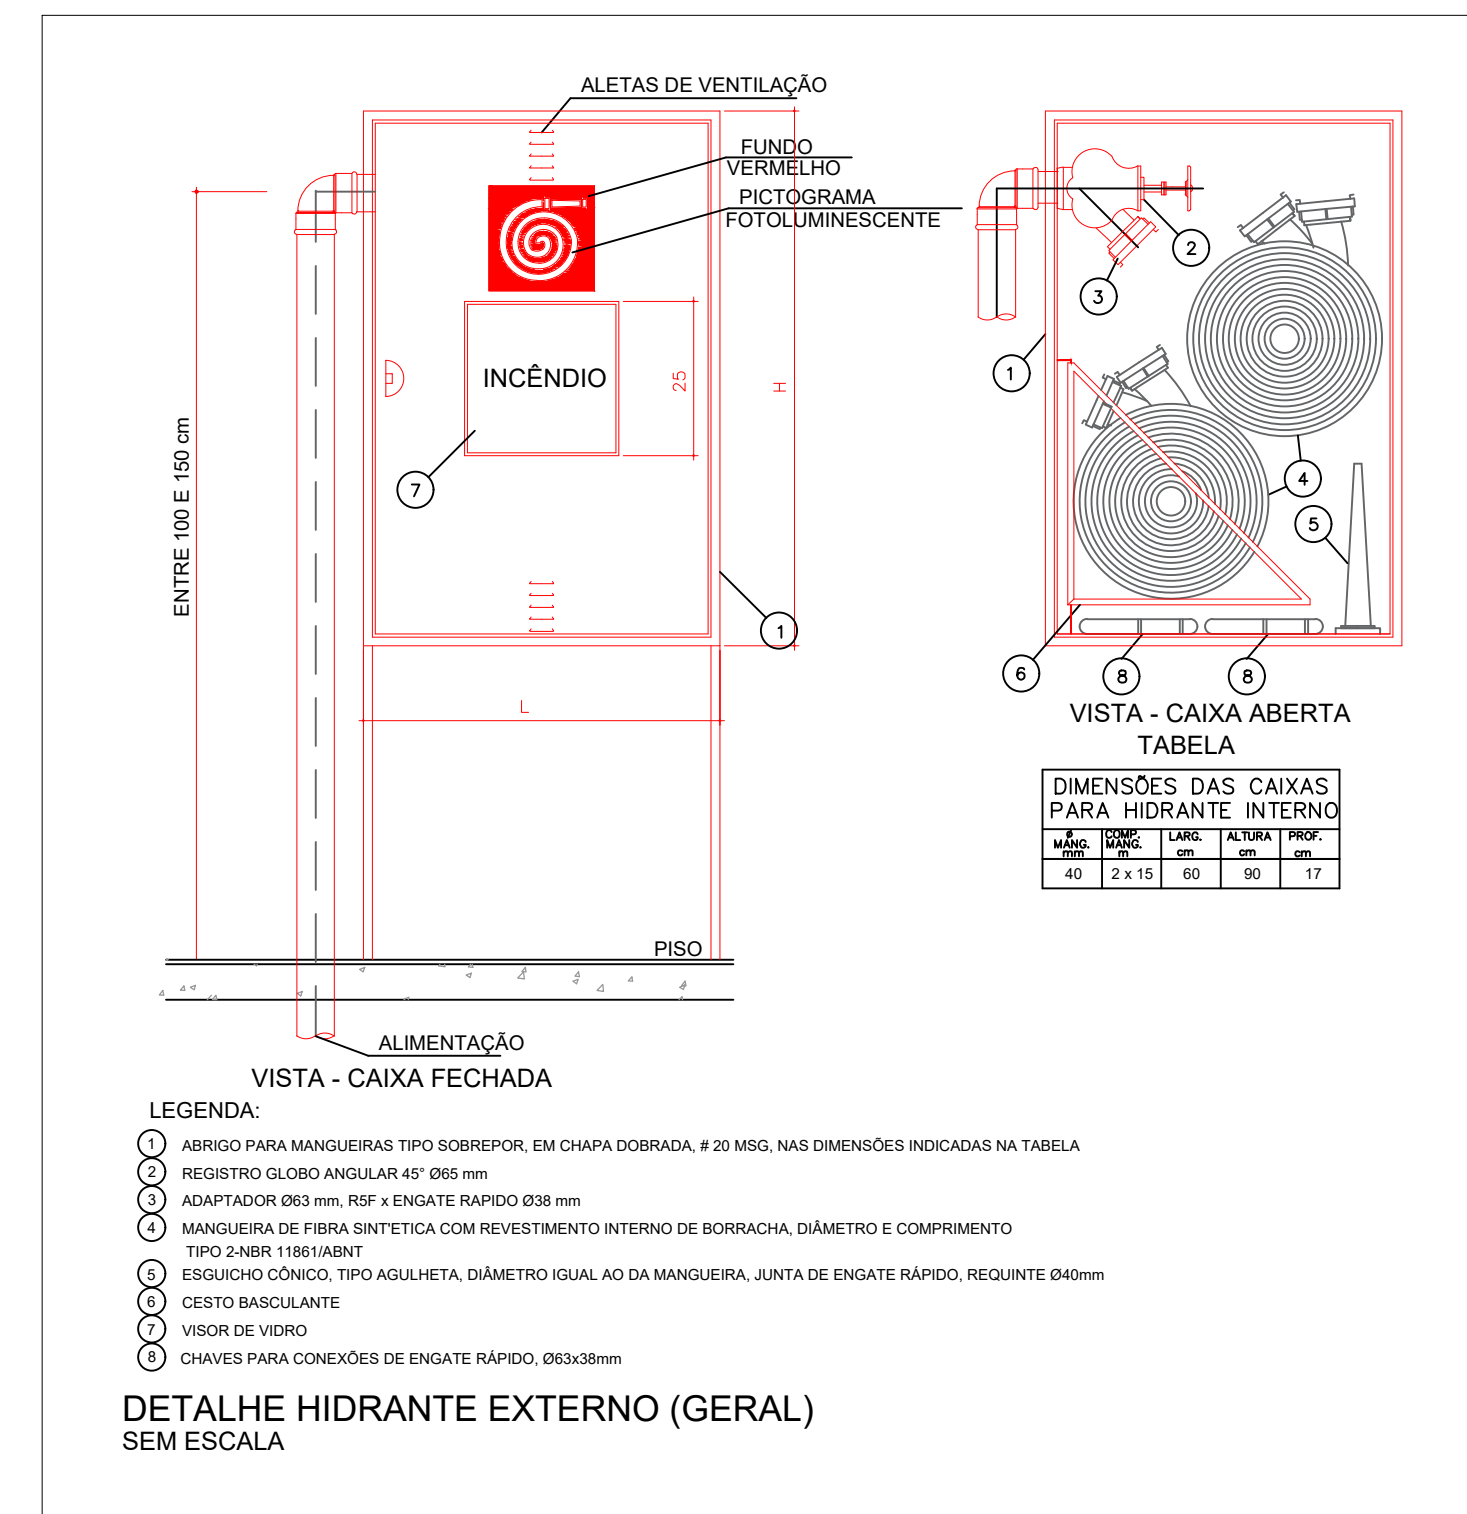 ALETAS DE VENTILAÇÃO
FUNDO
VERMELHO
PICTOGRAMA
FOTOLUMINESCENTE
INCÊNDIO
25
H
7
1
L
ENTRE 100 E 150 cm
PISO
ALIMENTAÇÃO
VISTA - CAIXA FECHADA
2
3
1
4
5
6
8
8
VISTA - CAIXA ABERTA
TABELA
DIMENSÕES DAS CAIXAS
PARA HIDRANTE INTERNO
Ø MANG. mm COMP. MANG. m LARG. cm ALTURA cm PROF. cm
40 2 x 15 60 90 17
LEGENDA:
1 ABRIGO PARA MANGUEIRAS TIPO SOBREPOR, EM CHAPA DOBRADA, # 20 MSG, NAS DIMENSÕES INDICADAS NA TABELA
2 REGISTRO GLOBO ANGULAR 45° Ø65 mm
3 ADAPTADOR Ø63 mm, R5F x ENGATE RAPIDO Ø38 mm
4 MANGUEIRA DE FIBRA SINT'ETICA COM REVESTIMENTO INTERNO DE BORRACHA, DIÂMETRO E COMPRIMENTO
TIPO 2-NBR 11861/ABNT
5 ESGUICHO CÔNICO, TIPO AGULHETA, DIÂMETRO IGUAL AO DA MANGUEIRA, JUNTA DE ENGATE RÁPIDO, REQUINTE Ø40mm
6 CESTO BASCULANTE
7 VISOR DE VIDRO
8 CHAVES PARA CONEXÕES DE ENGATE RÁPIDO, Ø63x38mm
DETALHE HIDRANTE EXTERNO (GERAL)
SEM ESCALA